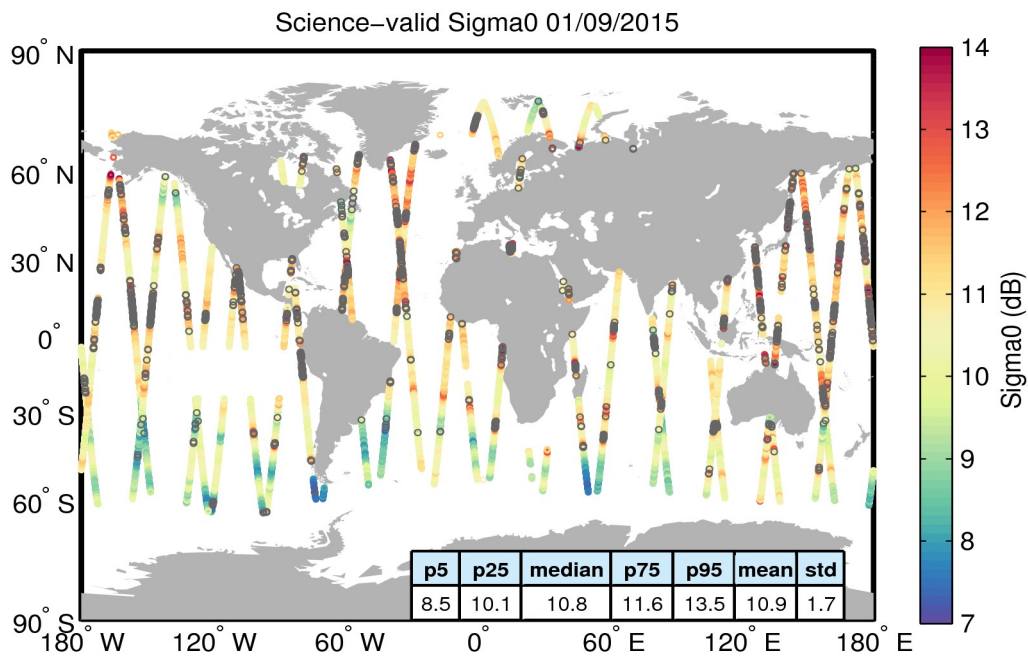 Science−valid Sigma0 01/09/2015
90° N
60° N
30° N
0°
30° S
60° S
90° S
180° W
120° W
60° W
0°
60° E
120° E
180° E
14
13
12
11
10
9
8
7
Sigma0 (dB)
p5 p25 median p75 p95 mean std
8.5 10.1 10.8 11.6 13.5 10.9 1.7